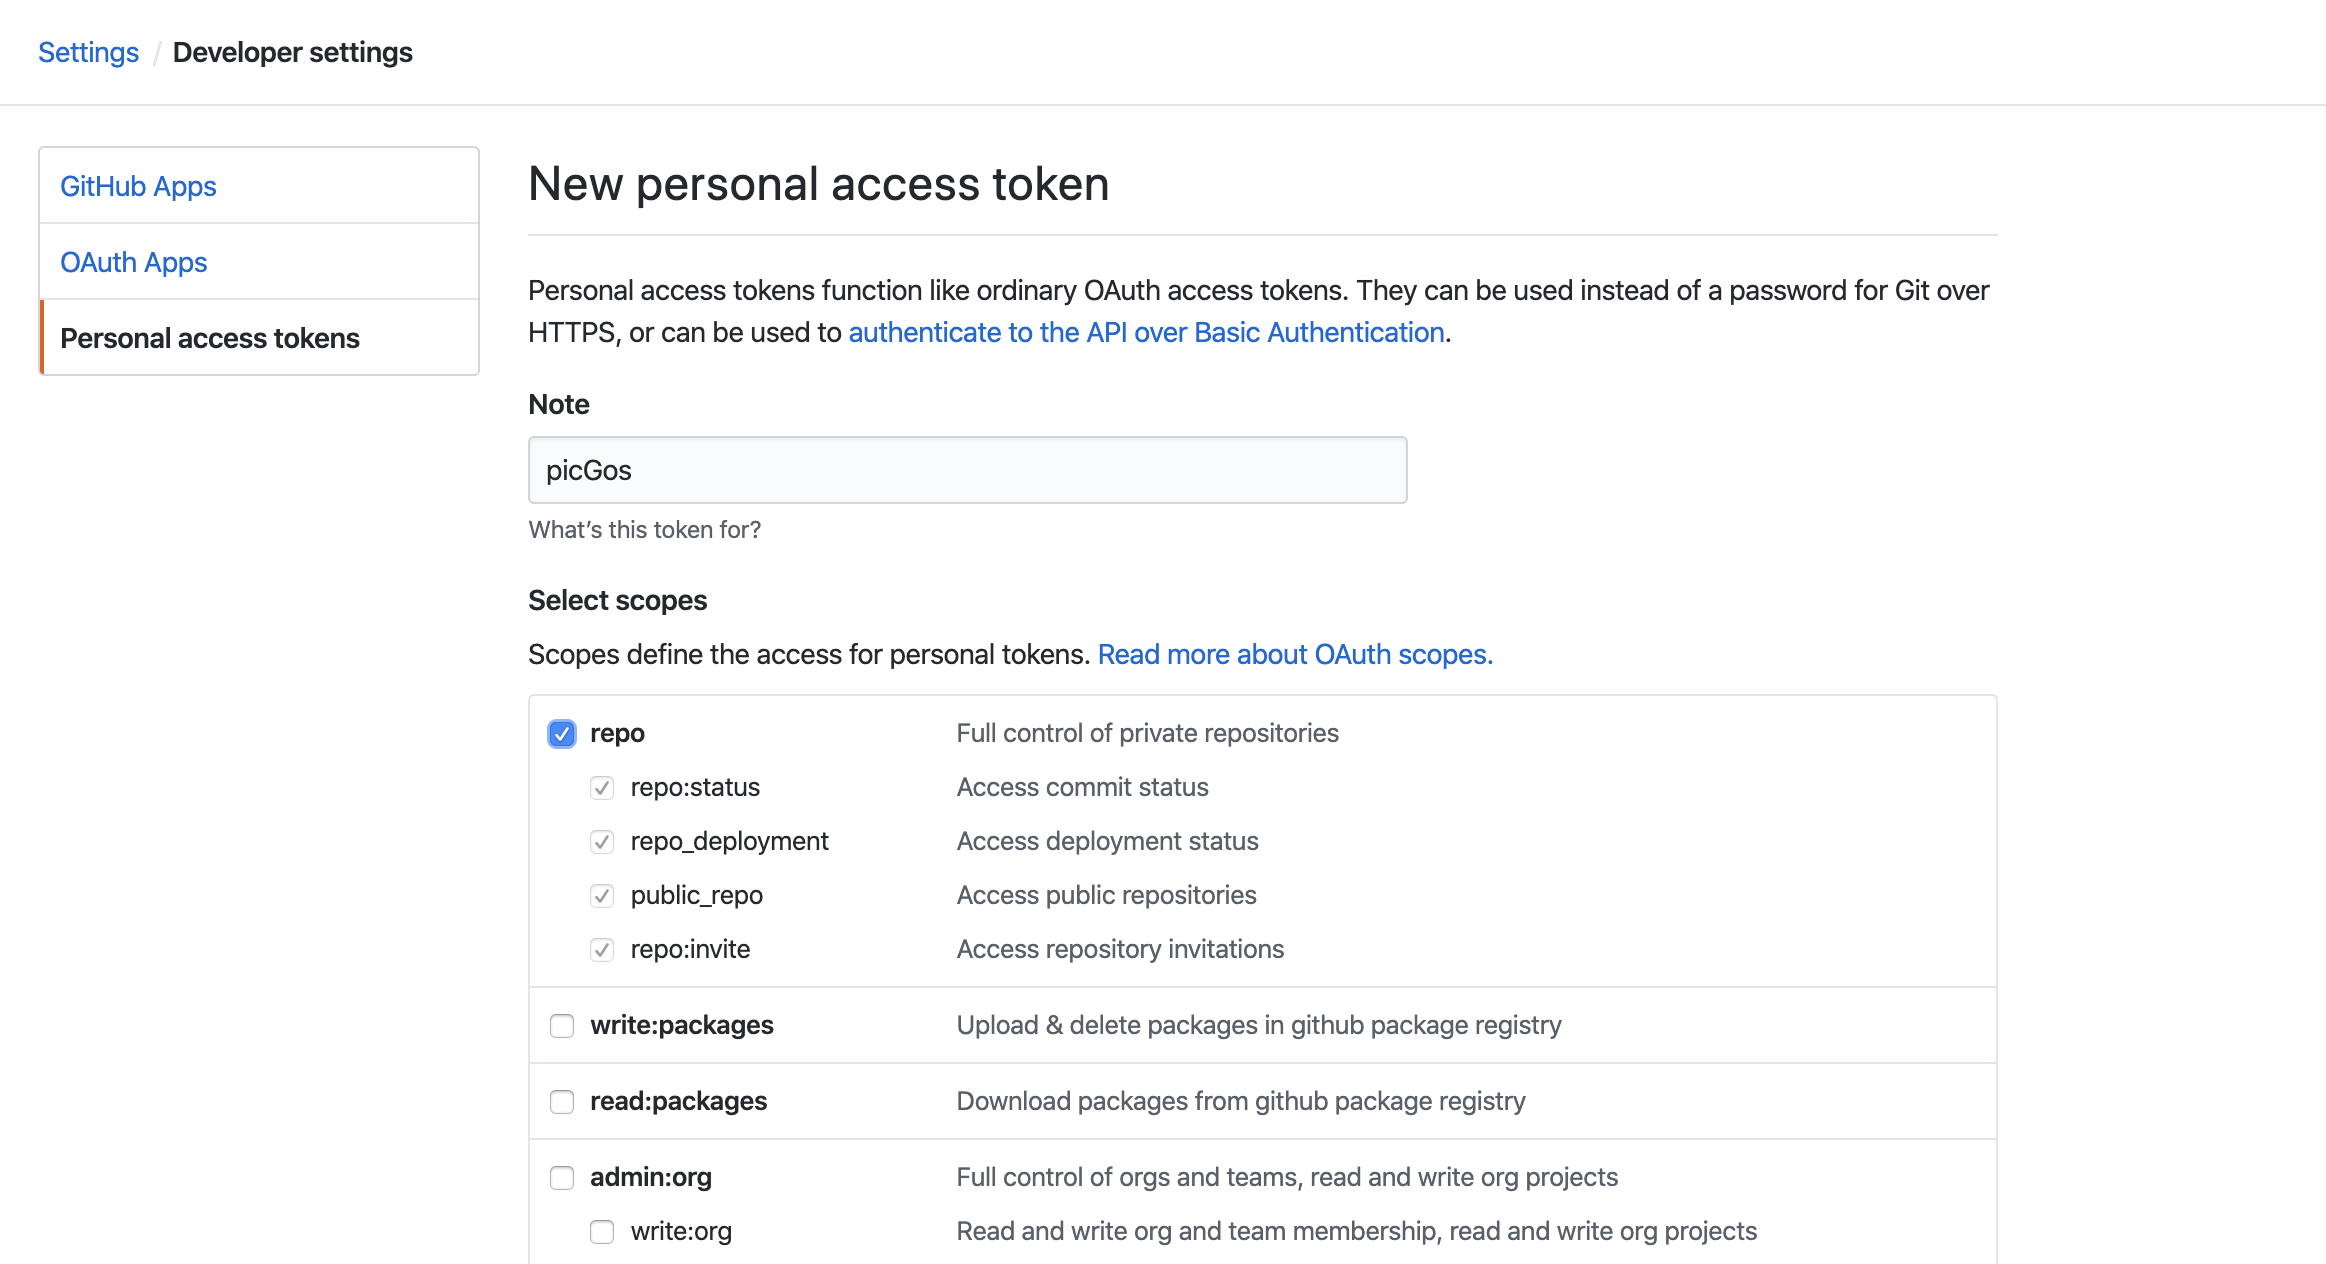 Settings / Developer settings
GitHub Apps
OAuth Apps
Personal access tokens
New personal access token
Personal access tokens function like ordinary OAuth access tokens. They can be used instead of a password for Git over
HTTPS, or can be used to authenticate to the API over Basic Authentication.
Note
picGos
What's this token for?
Select scopes
Scopes define the access for personal tokens. Read more about OAuth scopes.
repo Full control of private repositories
repo:status Access commit status
repo_deployment Access deployment status
public_repo Access public repositories
repo:invite Access repository invitations
write:packages Upload & delete packages in github package registry
read:packages Download packages from github package registry
admin:org Full control of orgs and teams, read and write org projects
write:org Read and write org and team membership, read and write org projects